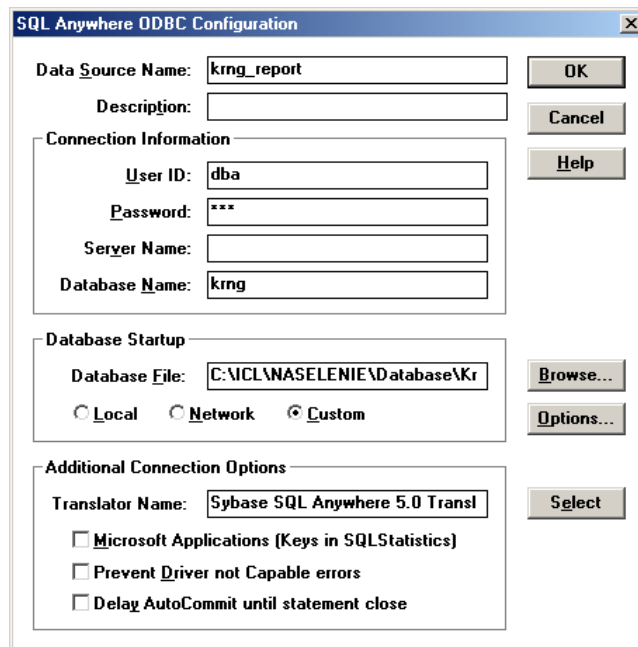 SQL Anywhere ODBC Configuration
Data Source Name: krng_report OK
Description: Cancel
Connection Information Help
User ID: dba
Password: ***
Server Name:
Database Name: krng
Database Startup
Database File: C:\ICL\NASELENIE\Database\Kr Browse...
Local Network Custom Options...
Additional Connection Options
Translator Name: Sybase SQL Anywhere 5.0 Transl Select
Microsoft Applications (Keys in SQLStatistics)
Prevent Driver not Capable errors
Delay AutoCommit until statement close